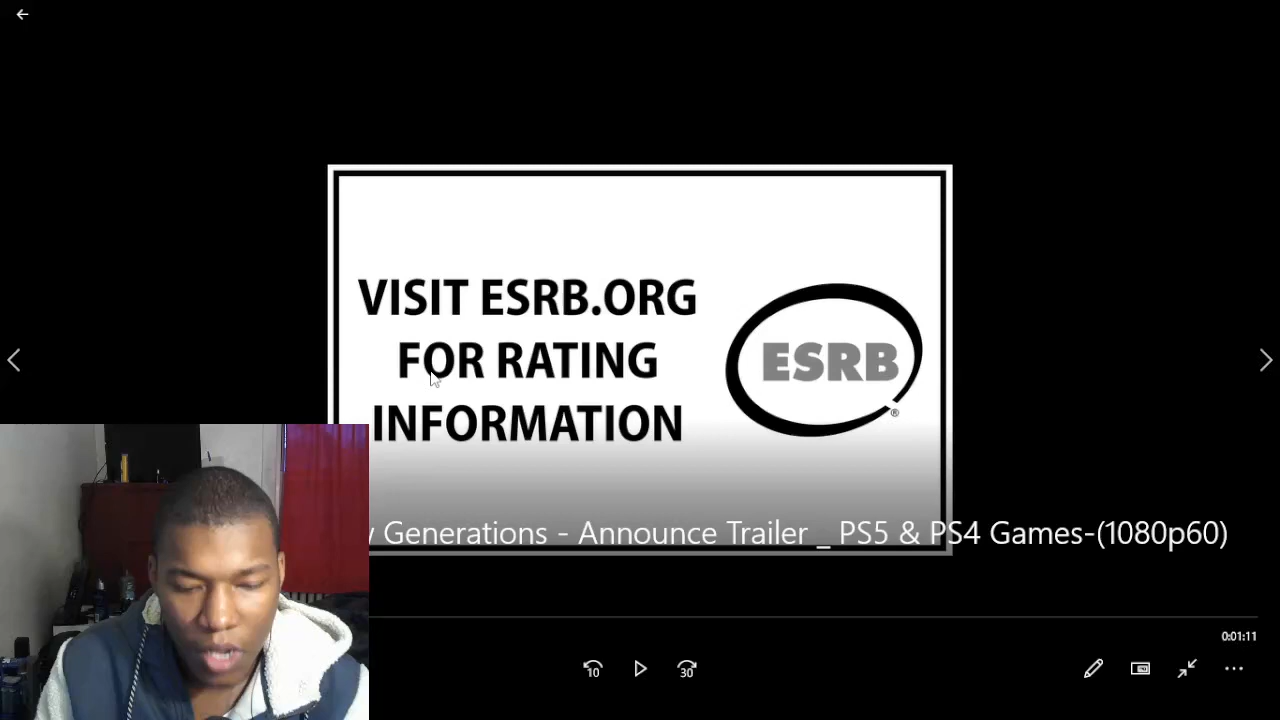 VISIT ESRB.ORG
FOR RATING
INFORMATION
ESRB
®
Generations - Announce Trailer _ PS5 & PS4 Games-(1080p60)
0:01:11
10
30